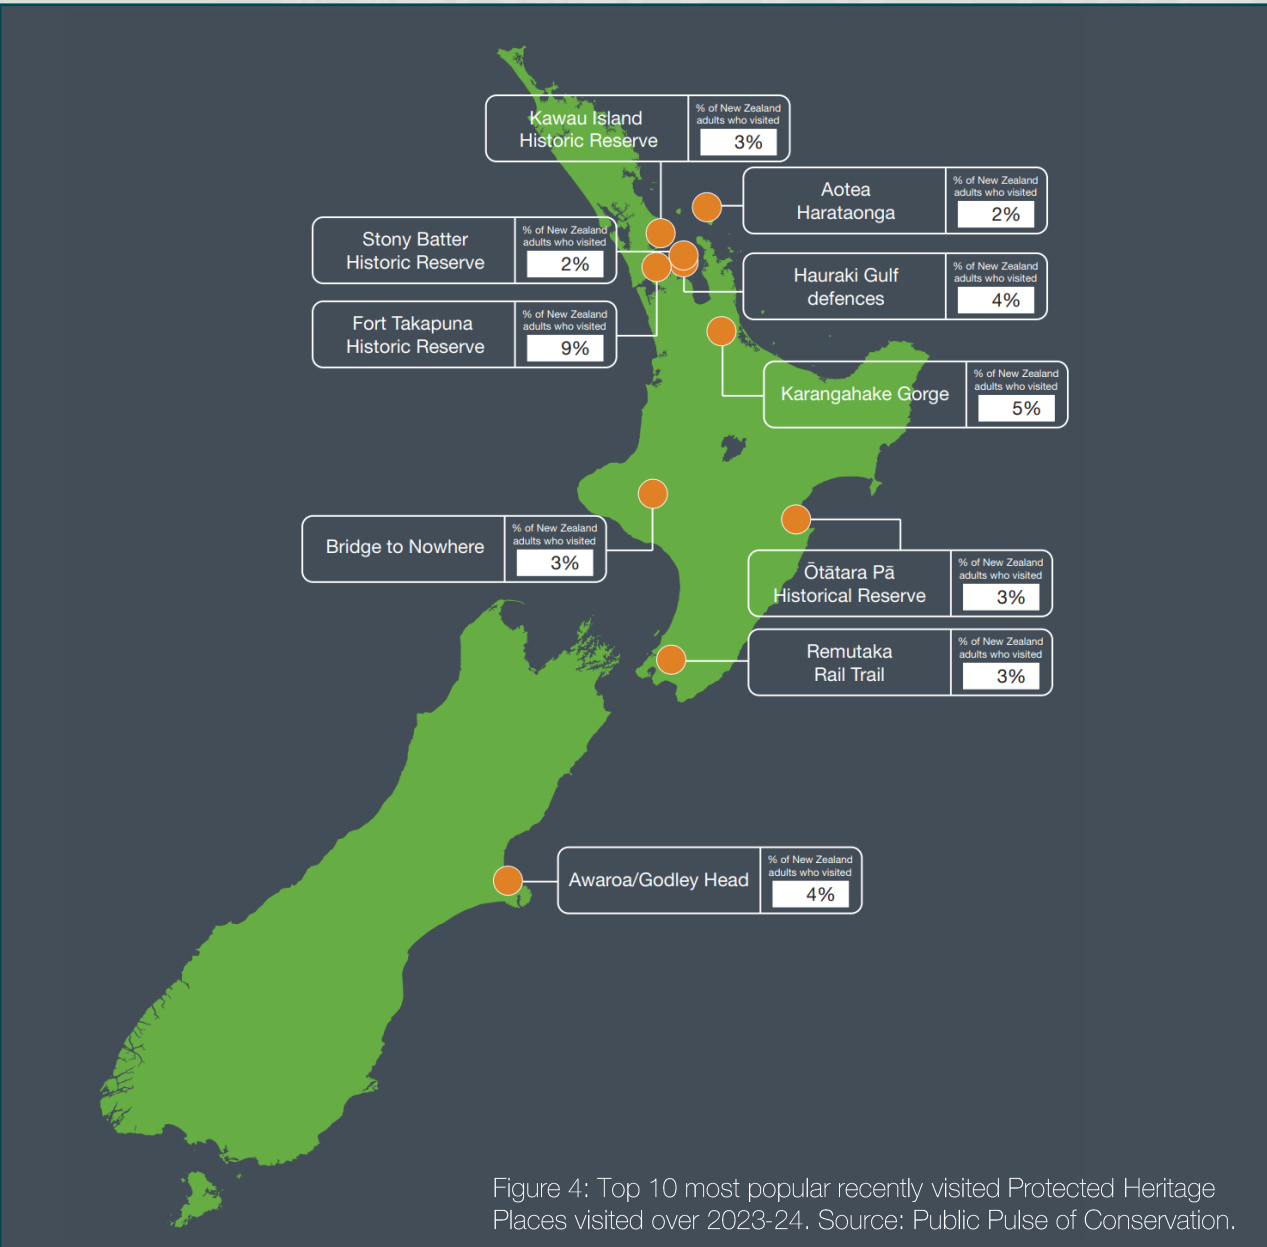 Kawau Island
Historic Reserve
% of New Zealand
adults who visited
3%
Aotea
Harataonga
% of New Zealand
adults who visited
2%
Stony Batter
Historic Reserve
% of New Zealand
adults who visited
2%
Hauraki Gulf
defences
% of New Zealand
adults who visited
4%
Fort Takapuna
Historic Reserve
% of New Zealand
adults who visited
9%
Karangahake Gorge
% of New Zealand
adults who visited
5%
Bridge to Nowhere
% of New Zealand
adults who visited
3%
Ōtātara Pā
Historical Reserve
% of New Zealand
adults who visited
3%
Remutaka
Rail Trail
% of New Zealand
adults who visited
3%
Awaroa/Godley Head
% of New Zealand
adults who visited
4%
Figure 4: Top 10 most popular recently visited Protected Heritage
Places visited over 2023-24. Source: Public Pulse of Conservation.